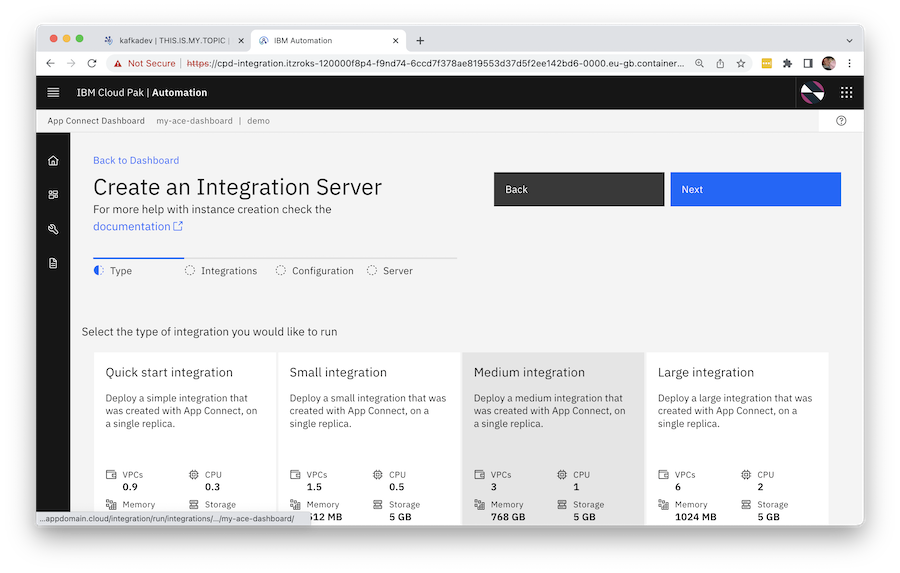 kafkadev | THIS.IS.MY.TOPIC
IBM Automation
Not Secure | https://cpd-integration.itzroks-120000f8p4-f9nd74-6ccd7f378ae819553d37d5f2ee142bd6-0000.eu-gb.container...
IBM Cloud Pak | Automation
App Connect Dashboard my-ace-dashboard | demo
Back to Dashboard
Create an Integration Server
Back
Next
For more help with instance creation check the
documentation
Type
Integrations
Configuration
Server
Select the type of integration you would like to run
Quick start integration
Deploy a simple integration that
was created with App Connect, on
a single replica.
VPCs
CPU
0.9
0.3
Memory
Storage
Small integration
Deploy a small integration that was
created with App Connect, on a
single replica.
VPCs
CPU
1.5
0.5
Memory
Storage
512 MB
5 GB
Medium integration
Deploy a medium integration that
was created with App Connect, on
a single replica.
VPCs
CPU
3
1
Memory
Storage
768 GB
5 GB
Large integration
Deploy a large integration that was
created with App Connect, on a
single replica.
VPCs
CPU
6
2
Memory
Storage
1024 MB
5 GB
...appdomain.cloud/integration/run/integrations/.../my-ace-dashboard/